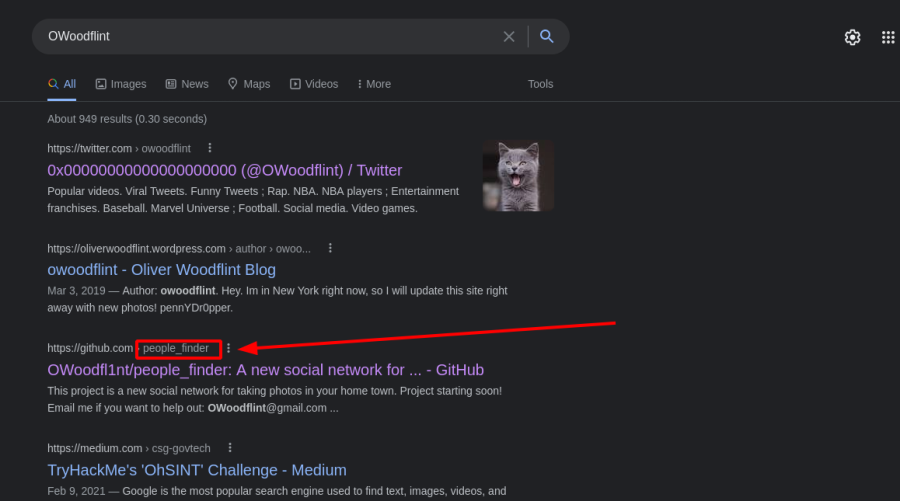 OWoodflint
All Images News Maps Videos More Tools
About 949 results (0.30 seconds)
https://twitter.com › owoodflint
0x00000000000000000000 (@OWoodflint) / Twitter
Popular videos. Viral Tweets. Funny Tweets ; Rap. NBA. NBA players ; Entertainment
franchises. Baseball. Marvel Universe ; Football. Social media. Video games.
https://oliverwoodflint.wordpress.com › author › owoo...
owoodflint - Oliver Woodflint Blog
Mar 3, 2019 — Author: owoodflint. Hey. Im in New York right now, so I will update this site right
away with new photos! pennYDr0pper.
https://github.com › people_finder
OWoodfl1nt/people_finder: A new social network for ... - GitHub
This project is a new social network for taking photos in your home town. Project starting soon!
Email me if you want to help out: OWoodflint@gmail.com ...
https://medium.com › csg-govtech
TryHackMe's 'OhSINT' Challenge - Medium
Feb 9, 2021 — Google is the most popular search engine used to find text, images, videos, and